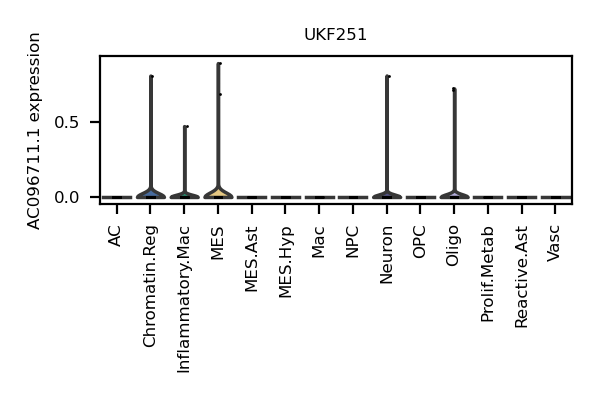 UKF251
AC096711.1 expression
0.5
0.0
AC
Chromatin.Reg
Inflammatory.Mac
MES
MES.Ast
MES.Hyp
Mac
NPC
Neuron
OPC
Oligo
Prolif.Metab
Reactive.Ast
Vasc